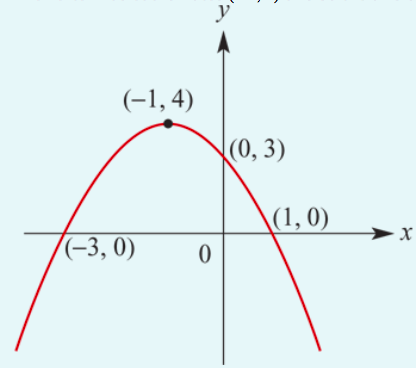 y
(−1, 4)
(0, 3)
(1, 0)
x
(−3, 0)
0